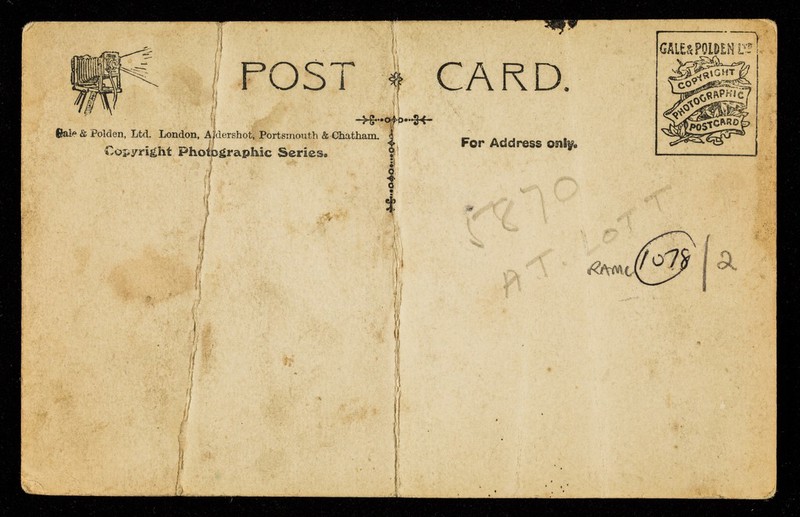 POST CARD.
Gale & Polden, Ltd. London, Aldershot, Portsmouth & Chatham.
Copyright Photographic Series.
For Address only.
GALE & POLDEN LTD
COPYRIGHT
PHOTOGRAPHIC
POSTCARD
5870
A.T. LOTT
RAMC 1078/2